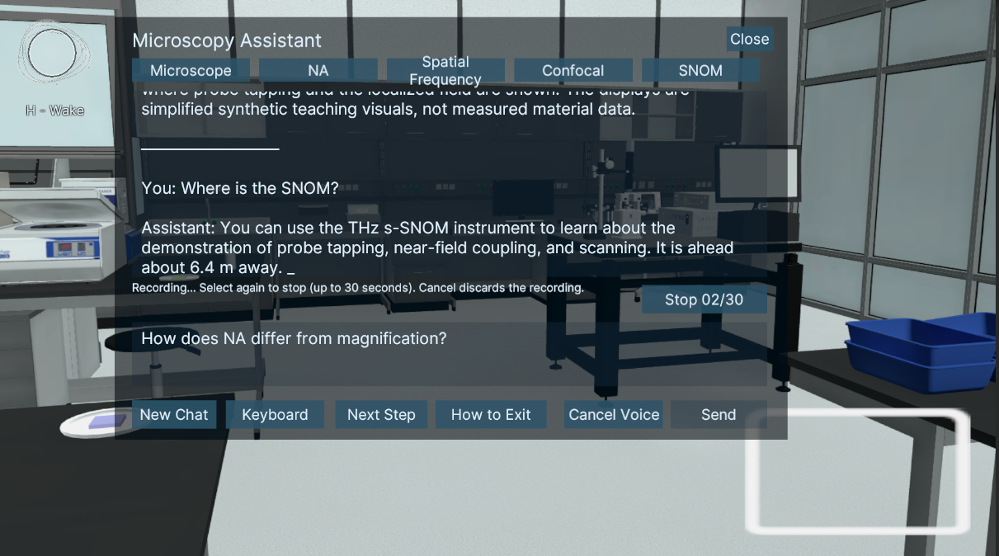 Microscopy Assistant
Close
Microscope
NA
Spatial
Frequency
Confocal
SNOM
H - Wake
where probe tapping and the localized field are shown. The displays are
simplified synthetic teaching visuals, not measured material data.
You: Where is the SNOM?
Assistant: You can use the THz s-SNOM instrument to learn about the
demonstration of probe tapping, near-field coupling, and scanning. It is ahead
about 6.4 m away. _
Recording... Select again to stop (up to 30 seconds). Cancel discards the recording.
Stop 02/30
How does NA differ from magnification?
New Chat
Keyboard
Next Step
How to Exit
Cancel Voice
Send